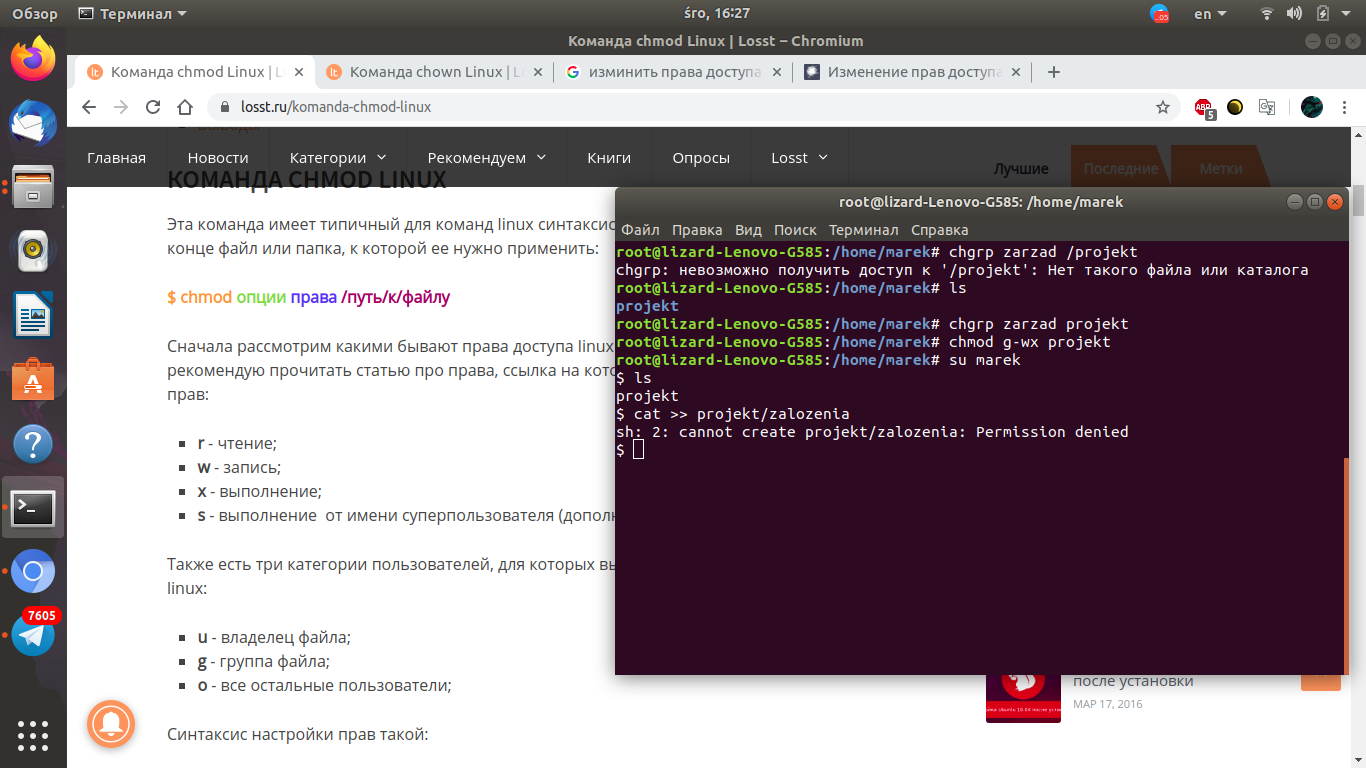 Обзор
Терминал
śro, 16:27
en
Команда chmod Linux | Losst – Chromium
Команда chmod Linux | L
Команда chown Linux | L
изминить права доступа
Изменение прав доступа
losst.ru/komanda-chmod-linux
ABP
5
Главная
Новости
Категории
Рекомендуем
Книги
Опросы
Losst
Лучшие
Последние
Метки
КОМАНДА CHMOD LINUX
Эта команда имеет типичный для команд linux синтаксис
конце файл или папка, к которой ее нужно применить:
$ chmod опции права /путь/к/файлу
Сначала рассмотрим какими бывают права доступа linux
рекомендую прочитать статью про права, ссылка на кото
прав:
r - чтение;
w - запись;
x - выполнение;
s - выполнение от имени суперпользователя (дополн
Также есть три категории пользователей, для которых вы
linux:
u - владелец файла;
g - группа файла;
o - все остальные пользователи;
Синтаксис настройки прав такой:
root@lizard-Lenovo-G585: /home/marek
Файл Правка Вид Поиск Терминал Справка
root@lizard-Lenovo-G585:/home/marek# chgrp zarzad /projekt
chgrp: невозможно получить доступ к '/projekt': Нет такого файла или каталога
root@lizard-Lenovo-G585:/home/marek# ls
projekt
root@lizard-Lenovo-G585:/home/marek# chgrp zarzad projekt
root@lizard-Lenovo-G585:/home/marek# chmod g-wx projekt
root@lizard-Lenovo-G585:/home/marek# su marek
$ ls
projekt
$ cat >> projekt/zalozenia
sh: 2: cannot create projekt/zalozenia: Permission denied
$
после установки
МАР 17, 2016
7605